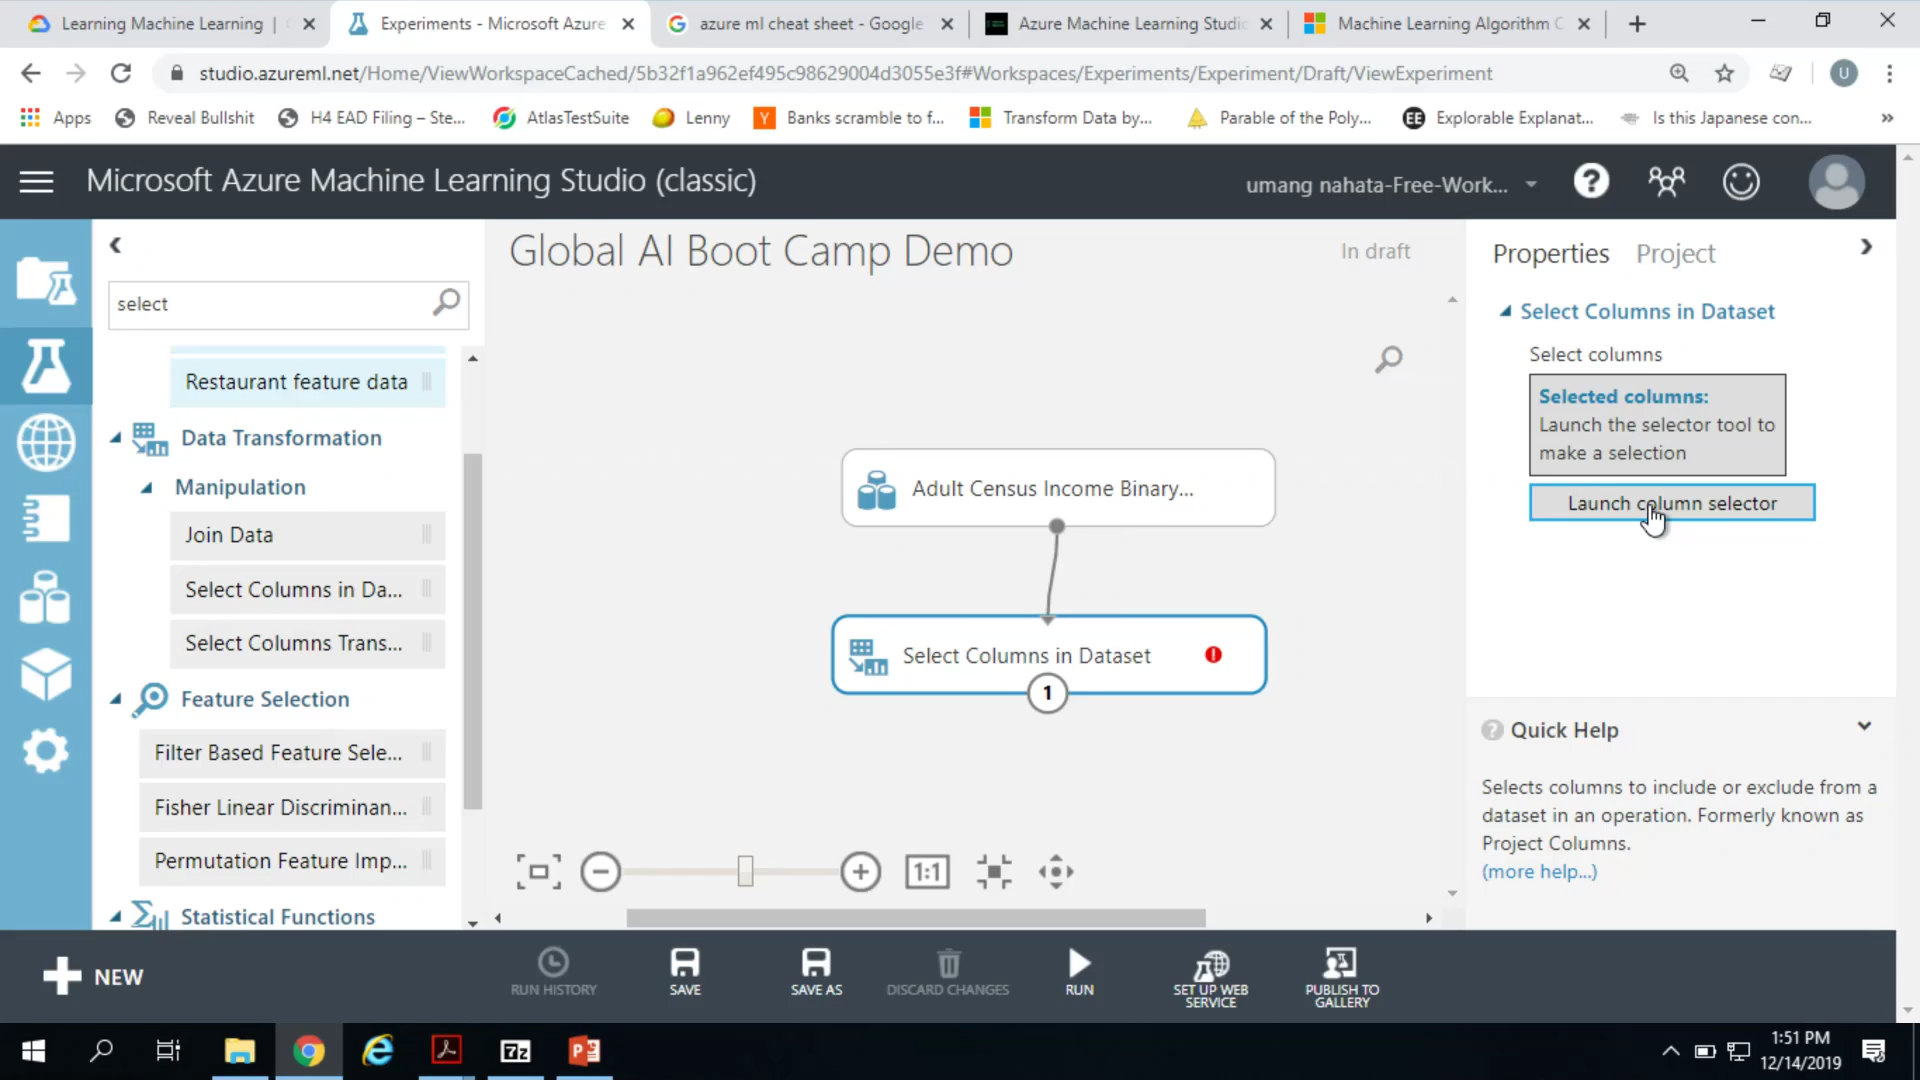 Learning Machine Learning |
Experiments - Microsoft Azure
azure ml cheat sheet - Google
Azure Machine Learning Studio
Machine Learning Algorithm C
studio.azureml.net/Home/ViewWorkspaceCached/5b32f1a962ef495c98629004d3055e3f#Workspaces/Experiments/Experiment/Draft/ViewExperiment
U
Apps
Reveal Bullshit
H4 EAD Filing – Ste...
AtlasTestSuite
Lenny
Y
Banks scramble to f...
Transform Data by...
Parable of the Poly...
EE
Explorable Explanat...
Is this Japanese con...
»
Microsoft Azure Machine Learning Studio (classic)
umang nahata-Free-Work...
?
select
Restaurant feature data
Data Transformation
Manipulation
Join Data
Select Columns in Da...
Select Columns Trans...
Feature Selection
Filter Based Feature Sele...
Fisher Linear Discriminan...
Permutation Feature Imp...
Statistical Functions
Global AI Boot Camp Demo
In draft
Adult Census Income Binary...
Select Columns in Dataset
1
1:1
Properties
Project
Select Columns in Dataset
Select columns
Selected columns:
Launch the selector tool to
make a selection
Launch column selector
? Quick Help
Selects columns to include or exclude from a
dataset in an operation. Formerly known as
Project Columns.
(more help...)
NEW
RUN HISTORY
SAVE
SAVE AS
DISCARD CHANGES
RUN
SET UP WEB
SERVICE
PUBLISH TO
GALLERY
7z
1:51 PM
12/14/2019